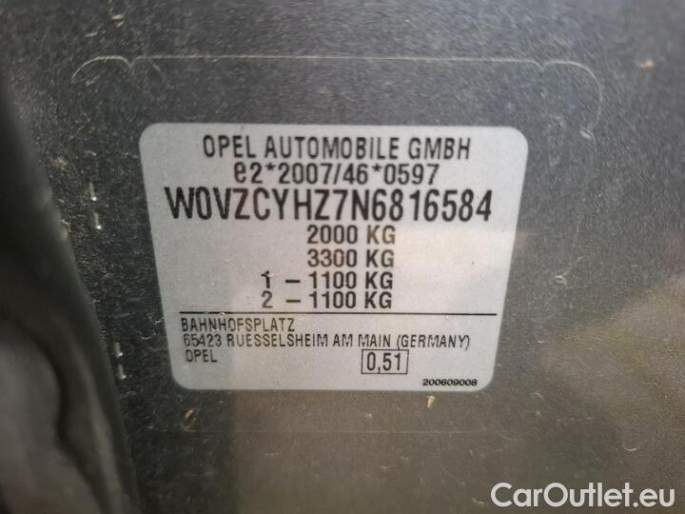 OPEL AUTOMOBILE GMBH
e2*2007/46*0597
W0VZCYHZ7N6816584
2000 KG
3300 KG
1 - 1100 KG
2 - 1100 KG
BAHNHOFSPLATZ
65423 RUESSELSHEIM AM MAIN (GERMANY)
OPEL 0,51
200609008
CarOutlet.eu